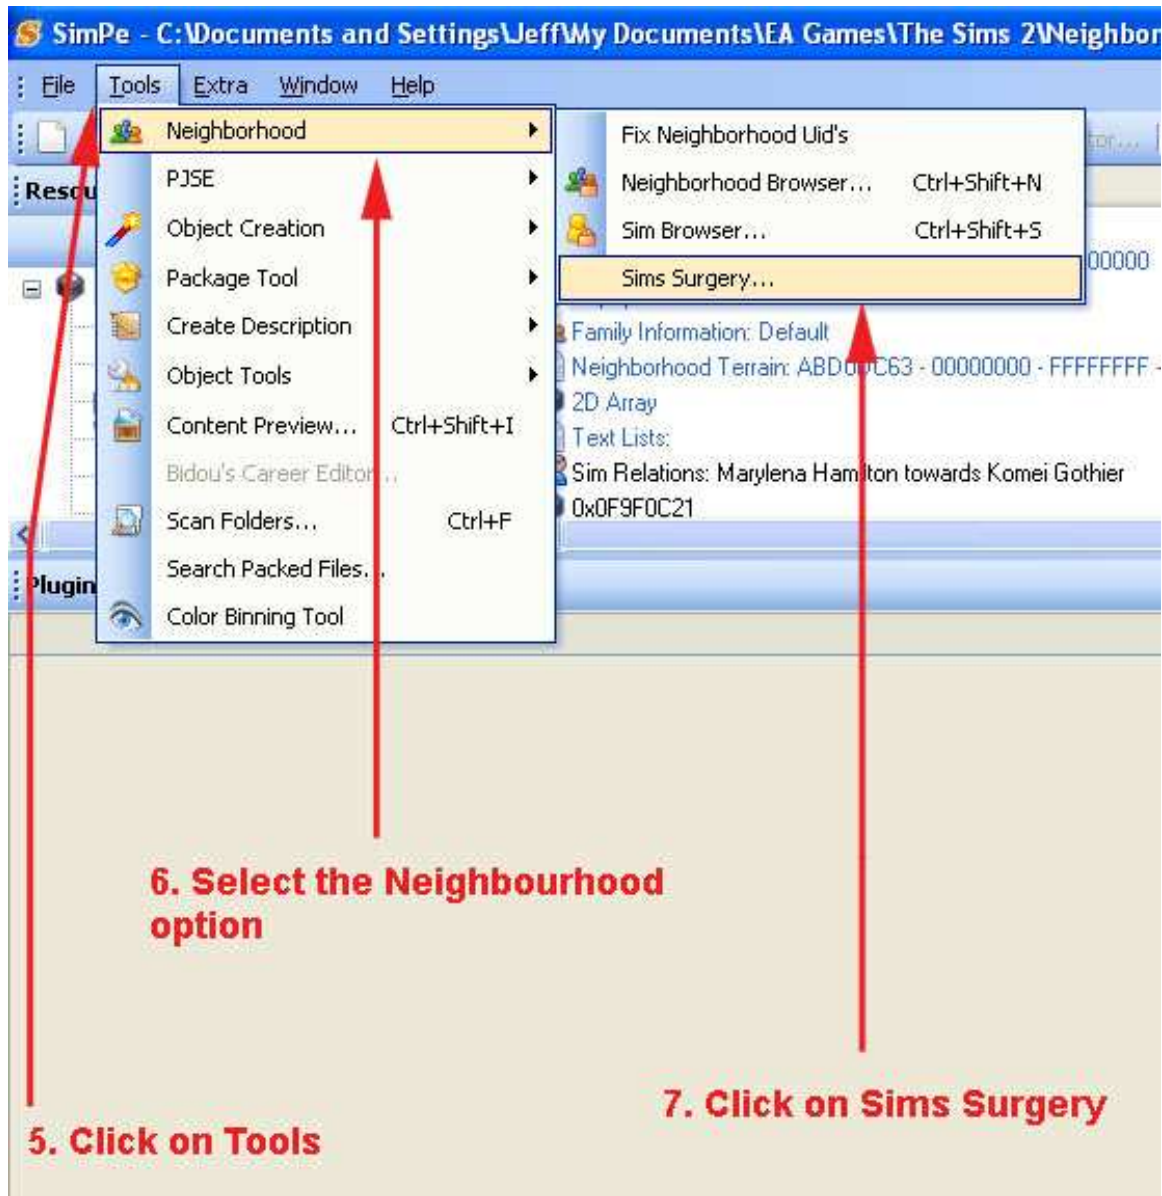 SimPe - C:\Documents and Settings\Jeff\My Documents\EA Games\The Sims 2\Neighbor
File Tools Extra Window Help
Neighborhood
Fix Neighborhood Uid's
Resou
PJSE
Neighborhood Browser... Ctrl+Shift+N
Object Creation
Sim Browser... Ctrl+Shift+S
Package Tool
Sims Surgery...
00000
Create Description
Family Information: Default
Object Tools
Neighborhood Terrain: ABD0DC63 - 00000000 - FFFFFFFF -
2D Array
Content Preview... Ctrl+Shift+I
Text Lists:
Bidou's Career Editor...
Sim Relations: Marylena Hamilton towards Komei Gothier
Scan Folders... Ctrl+F
0x0F9F0C21
Search Packed Files...
Plugin
Color Binning Tool
6. Select the Neighbourhood
option
7. Click on Sims Surgery
5. Click on Tools